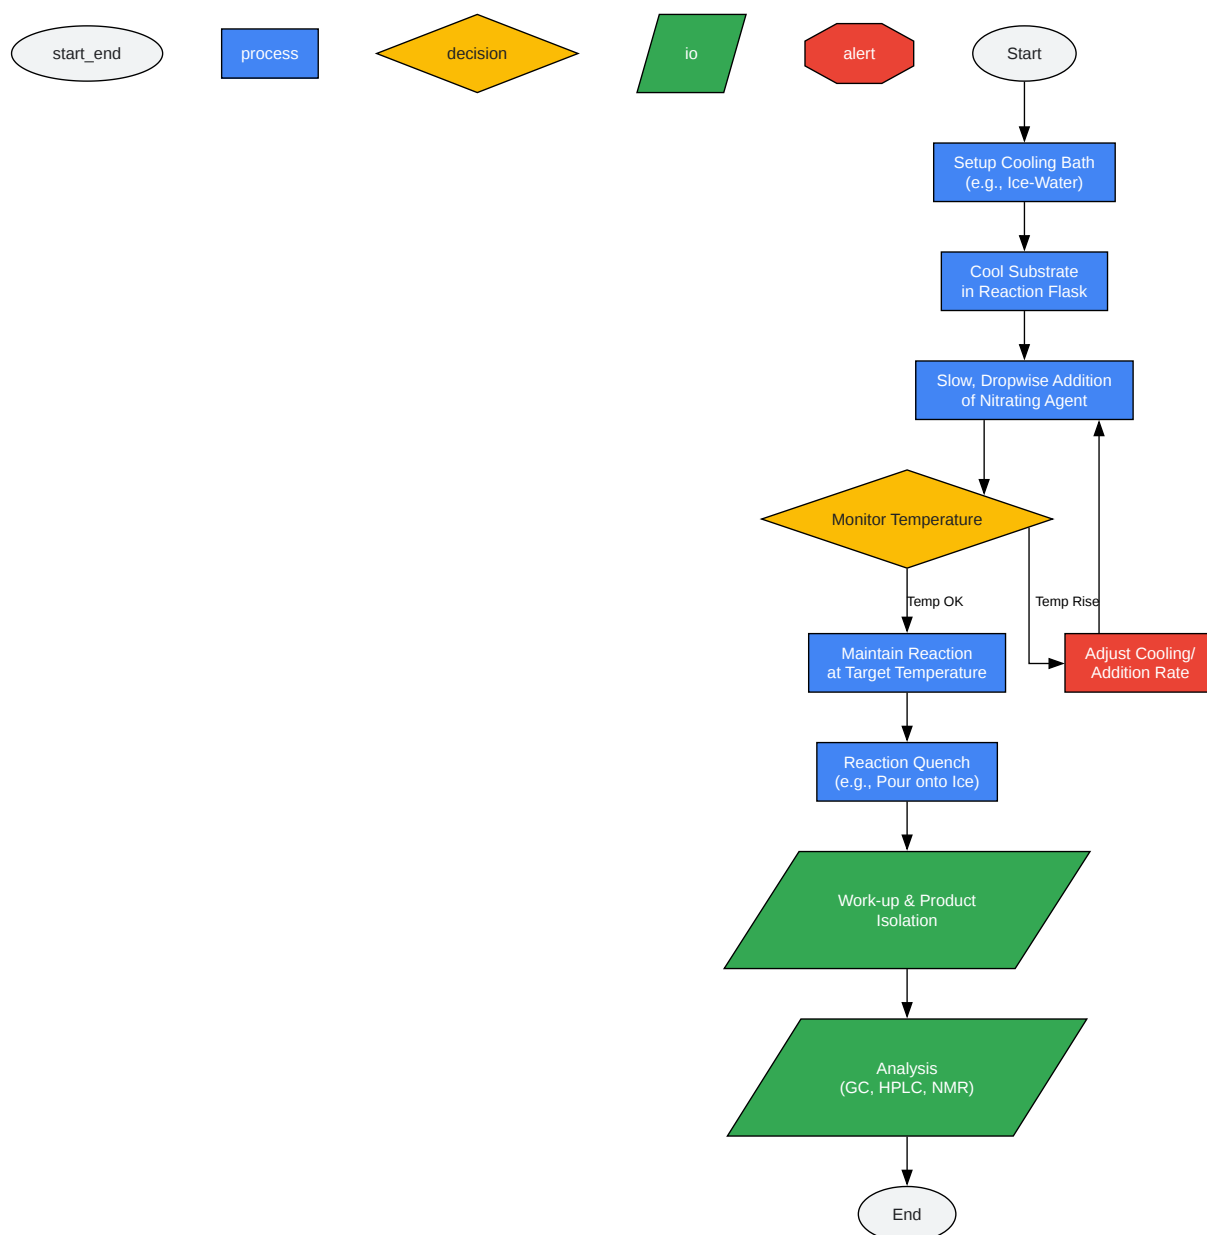 start_end
process
decision
io
alert
Start
Setup Cooling Bath
(e.g., Ice-Water)
Cool Substrate
in Reaction Flask
Slow, Dropwise Addition
of Nitrating Agent
Monitor Temperature
Temp OK
Temp Rise
Maintain Reaction
at Target Temperature
Adjust Cooling/
Addition Rate
Reaction Quench
(e.g., Pour onto Ice)
Work-up & Product
Isolation
Analysis
(GC, HPLC, NMR)
End